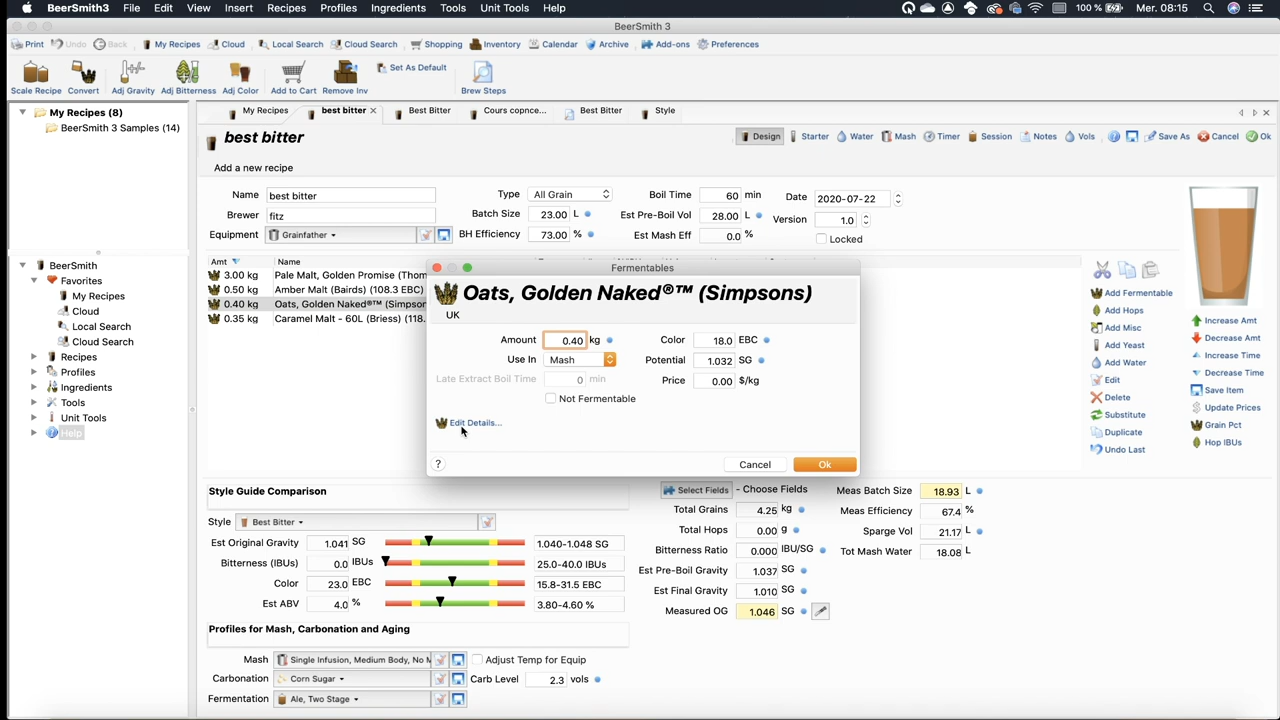 BeerSmith3 File Edit View Insert Recipes Profiles Ingredients Tools Unit Tools Help 100 % Mer. 08:15
BeerSmith 3
Print Undo Back My Recipes Cloud Local Search Cloud Search Shopping Inventory Calendar Archive Add-ons Preferences
Scale Recipe Convert Adj Gravity Adj Bitterness Adj Color Add to Cart Remove Inv Set As Default Brew Steps
My Recipes (8)
BeerSmith 3 Samples (14)
My Recipes best bitter Best Bitter Cours copnce... Best Bitter Style
best bitter
Design Starter Water Mash Timer Session Notes Vols Save As Cancel Ok
Add a new recipe
Name best bitter Type All Grain Boil Time 60 min Date 2020-07-22
Brewer fitz Batch Size 23.00 L Est Pre-Boil Vol 28.00 L Version 1.0
Equipment Grainfather BH Efficiency 73.00 % Est Mash Eff 0.0 % Locked
Amt Name
3.00 kg Pale Malt, Golden Promise (Thom
0.50 kg Amber Malt (Bairds) (108.3 EBC)
0.40 kg Oats, Golden Naked®™ (Simpsor
0.35 kg Caramel Malt - 60L (Briess) (118.
BeerSmith
Favorites
My Recipes
Cloud
Local Search
Cloud Search
Recipes
Profiles
Ingredients
Tools
Unit Tools
Help
Fermentables
Oats, Golden Naked®™ (Simpsons)
UK
Amount 0.40 kg Color 18.0 EBC
Use In Mash Potential 1.032 SG
Late Extract Boil Time 0 min Price 0.00 $/kg
Not Fermentable
Edit Details...
? Cancel Ok
Add Fermentable
Add Hops
Add Misc
Add Yeast
Add Water
Edit
Delete
Substitute
Duplicate
Undo Last
Increase Amt
Decrease Amt
Increase Time
Decrease Time
Save Item
Update Prices
Grain Pct
Hop IBUs
Style Guide Comparison
Style Best Bitter
Est Original Gravity 1.041 SG 1.040-1.048 SG
Bitterness (IBUs) 0.0 IBUs 25.0-40.0 IBUs
Color 23.0 EBC 15.8-31.5 EBC
Est ABV 4.0 % 3.80-4.60 %
Select Fields - Choose Fields
Total Grains 4.25 kg
Total Hops 0.00 g
Bitterness Ratio 0.000 IBU/SG
Est Pre-Boil Gravity 1.037 SG
Est Final Gravity 1.010 SG
Measured OG 1.046 SG
Meas Batch Size 18.93 L
Meas Efficiency 67.4 %
Sparge Vol 21.17 L
Tot Mash Water 18.08 L
Profiles for Mash, Carbonation and Aging
Mash Single Infusion, Medium Body, No M Adjust Temp for Equip
Carbonation Corn Sugar Carb Level 2.3 vols
Fermentation Ale, Two Stage